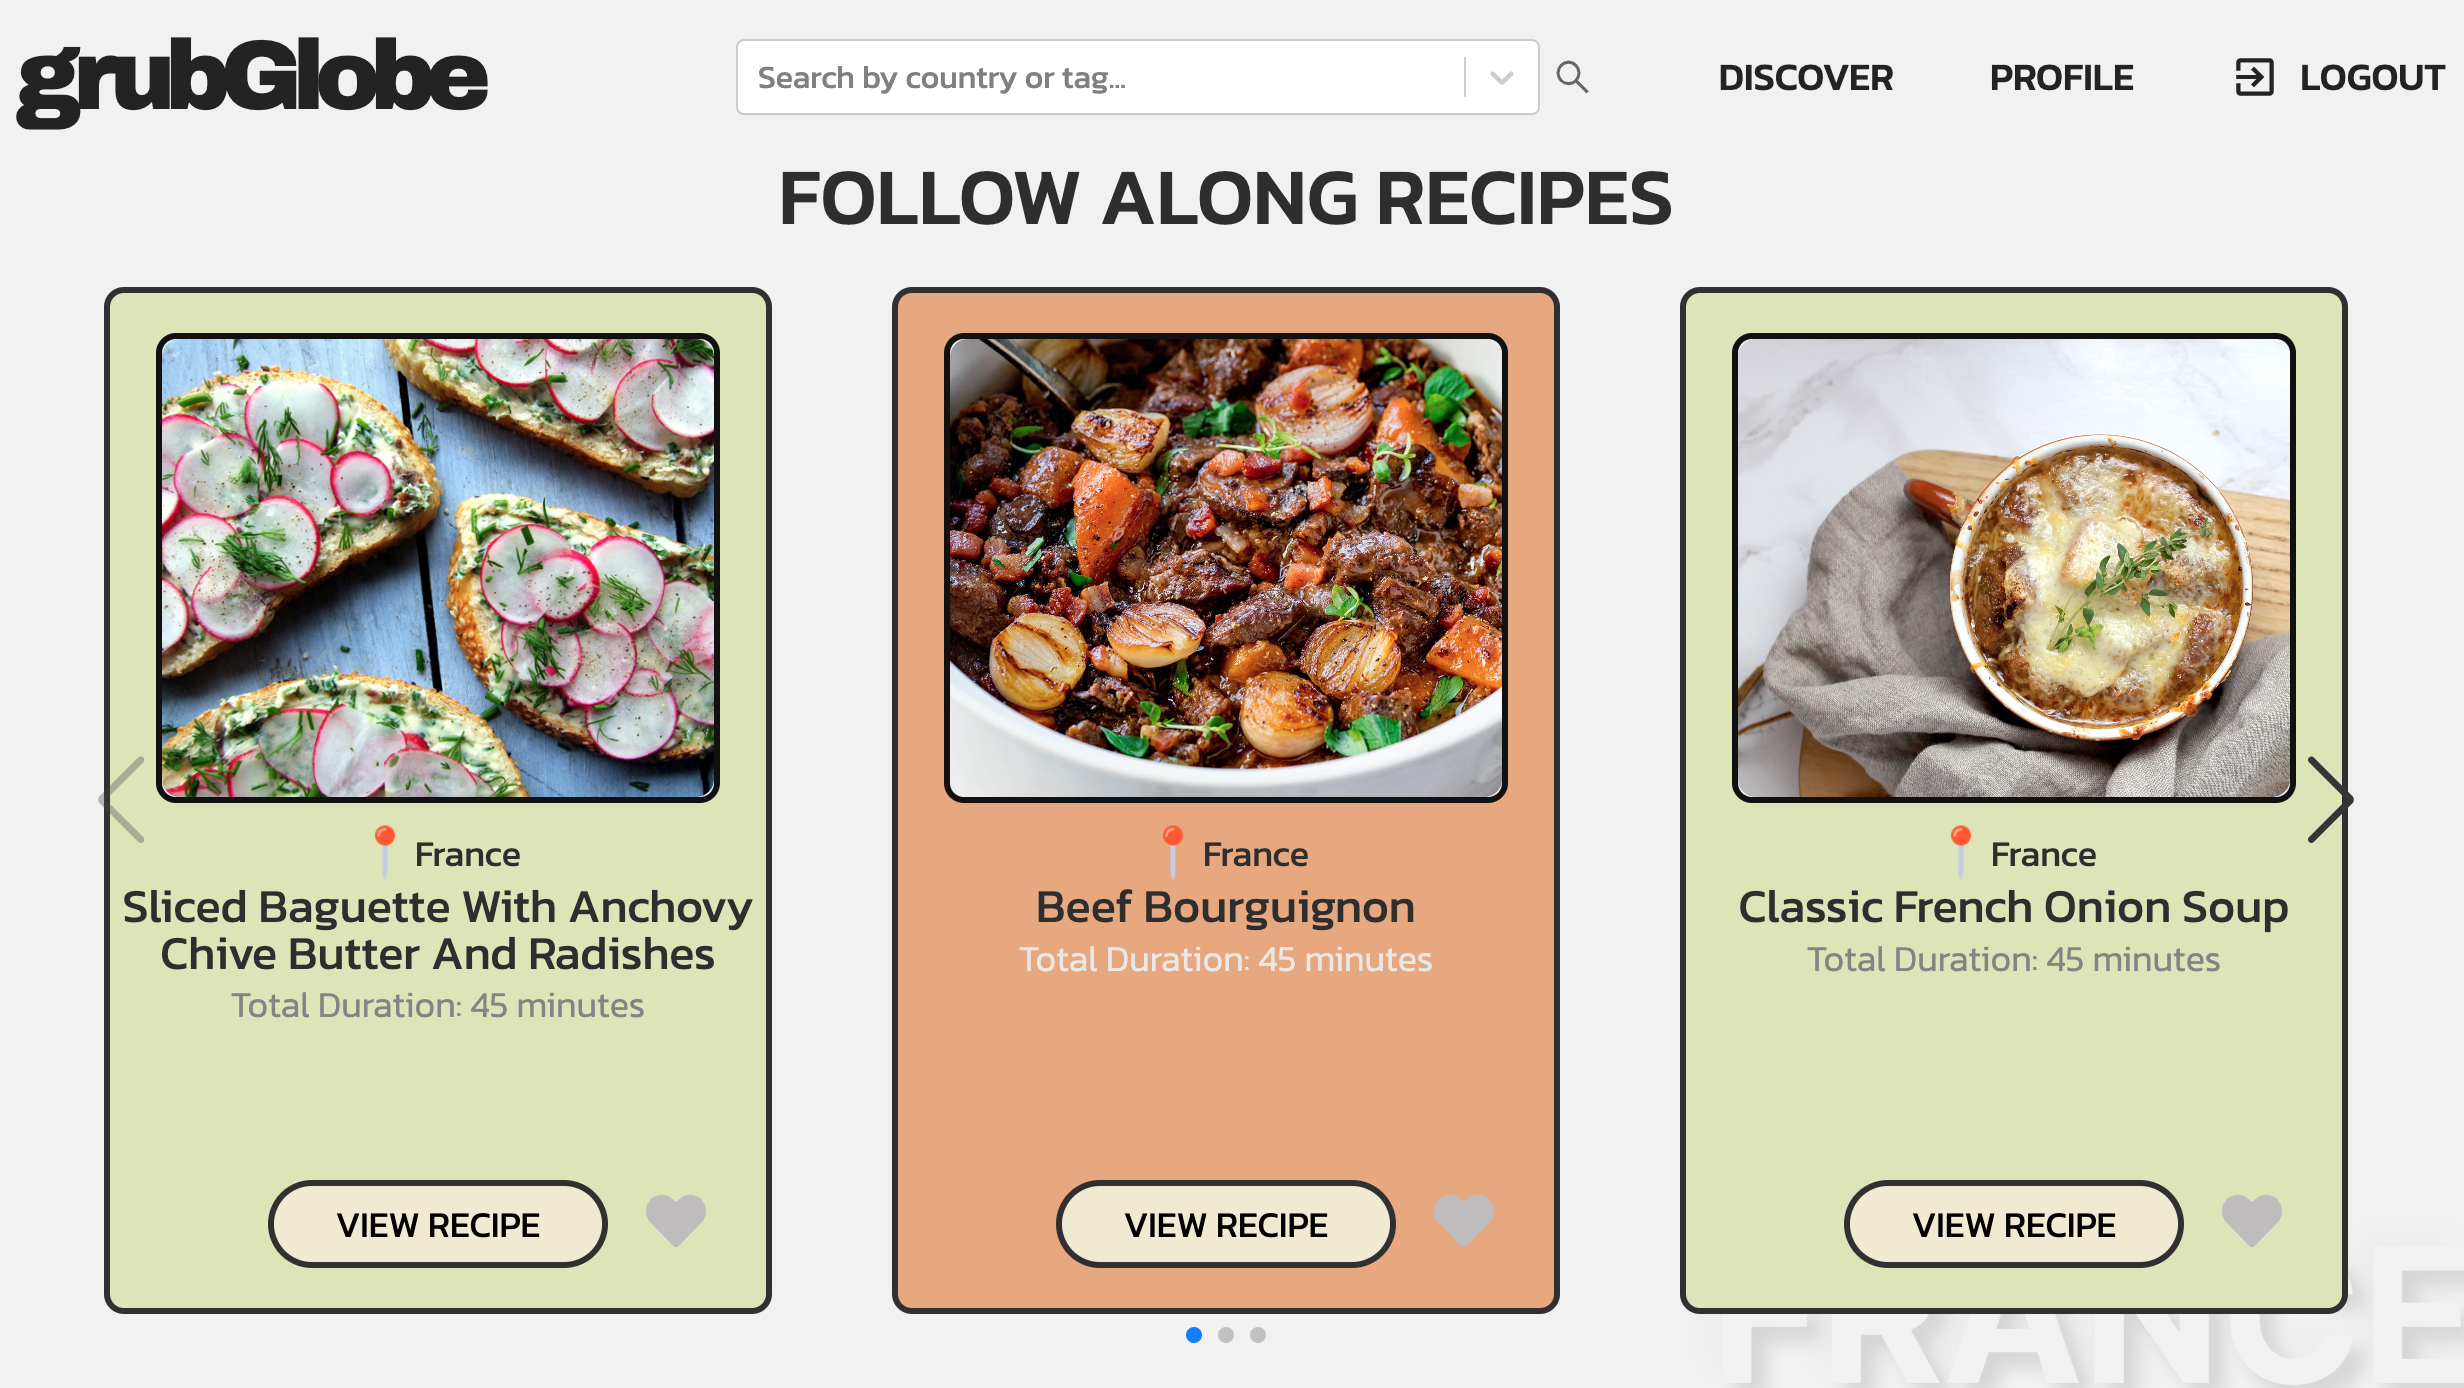 grubGlobe
Search by country or tag...
DISCOVER
PROFILE
LOGOUT
FOLLOW ALONG RECIPES
France
Sliced Baguette With Anchovy
Chive Butter And Radishes
Total Duration: 45 minutes
VIEW RECIPE
France
Beef Bourguignon
Total Duration: 45 minutes
VIEW RECIPE
France
Classic French Onion Soup
Total Duration: 45 minutes
VIEW RECIPE
FRANCE